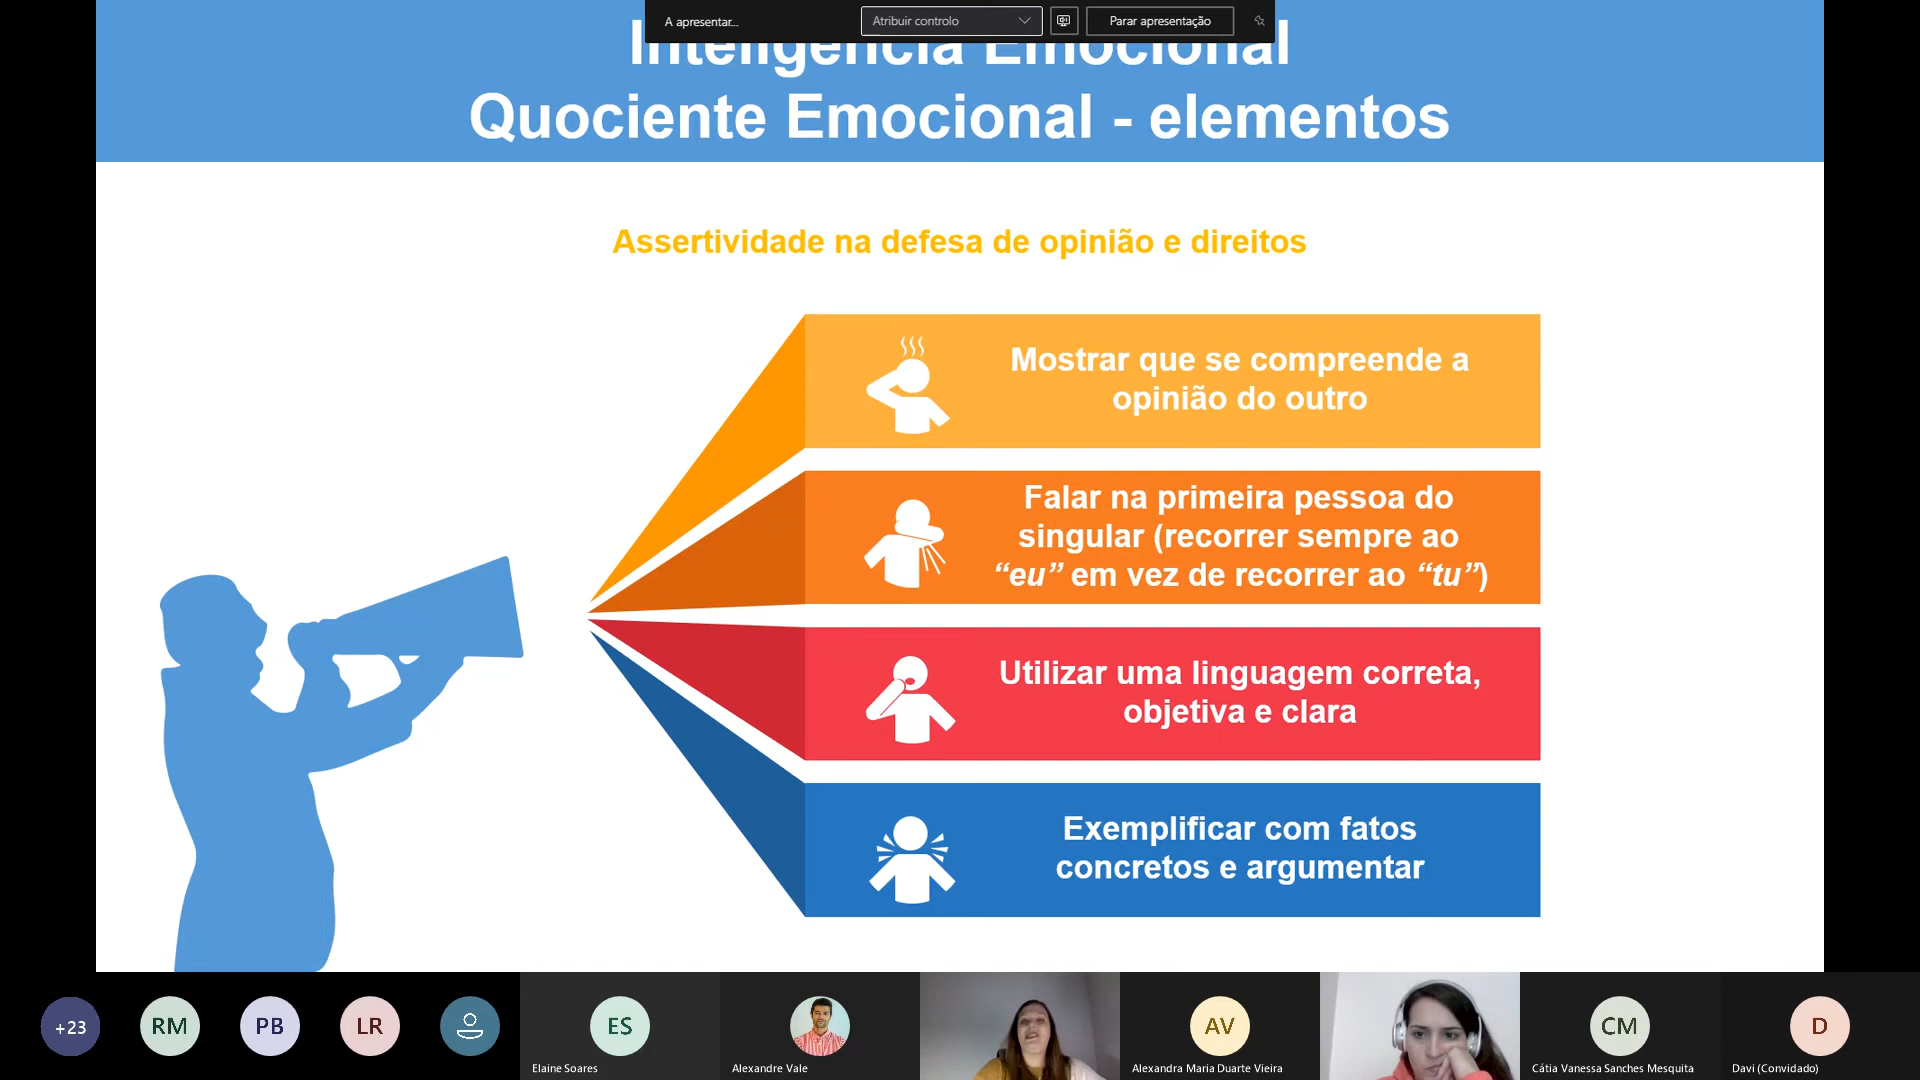 A apresentar...
Atribuir controlo
Parar apresentação
Inteligência Emocional
Quociente Emocional - elementos
Assertividade na defesa de opinião e direitos
Mostrar que se compreende a
opinião do outro
Falar na primeira pessoa do
singular (recorrer sempre ao
“eu” em vez de recorrer ao “tu”)
Utilizar uma linguagem correta,
objetiva e clara
Exemplificar com fatos
concretos e argumentar
+23
RM
PB
LR
ES
AV
CM
D
Elaine Soares
Alexandre Vale
Alexandra Maria Duarte Vieira
Cátia Vanessa Sanches Mesquita
Davi (Convidado)